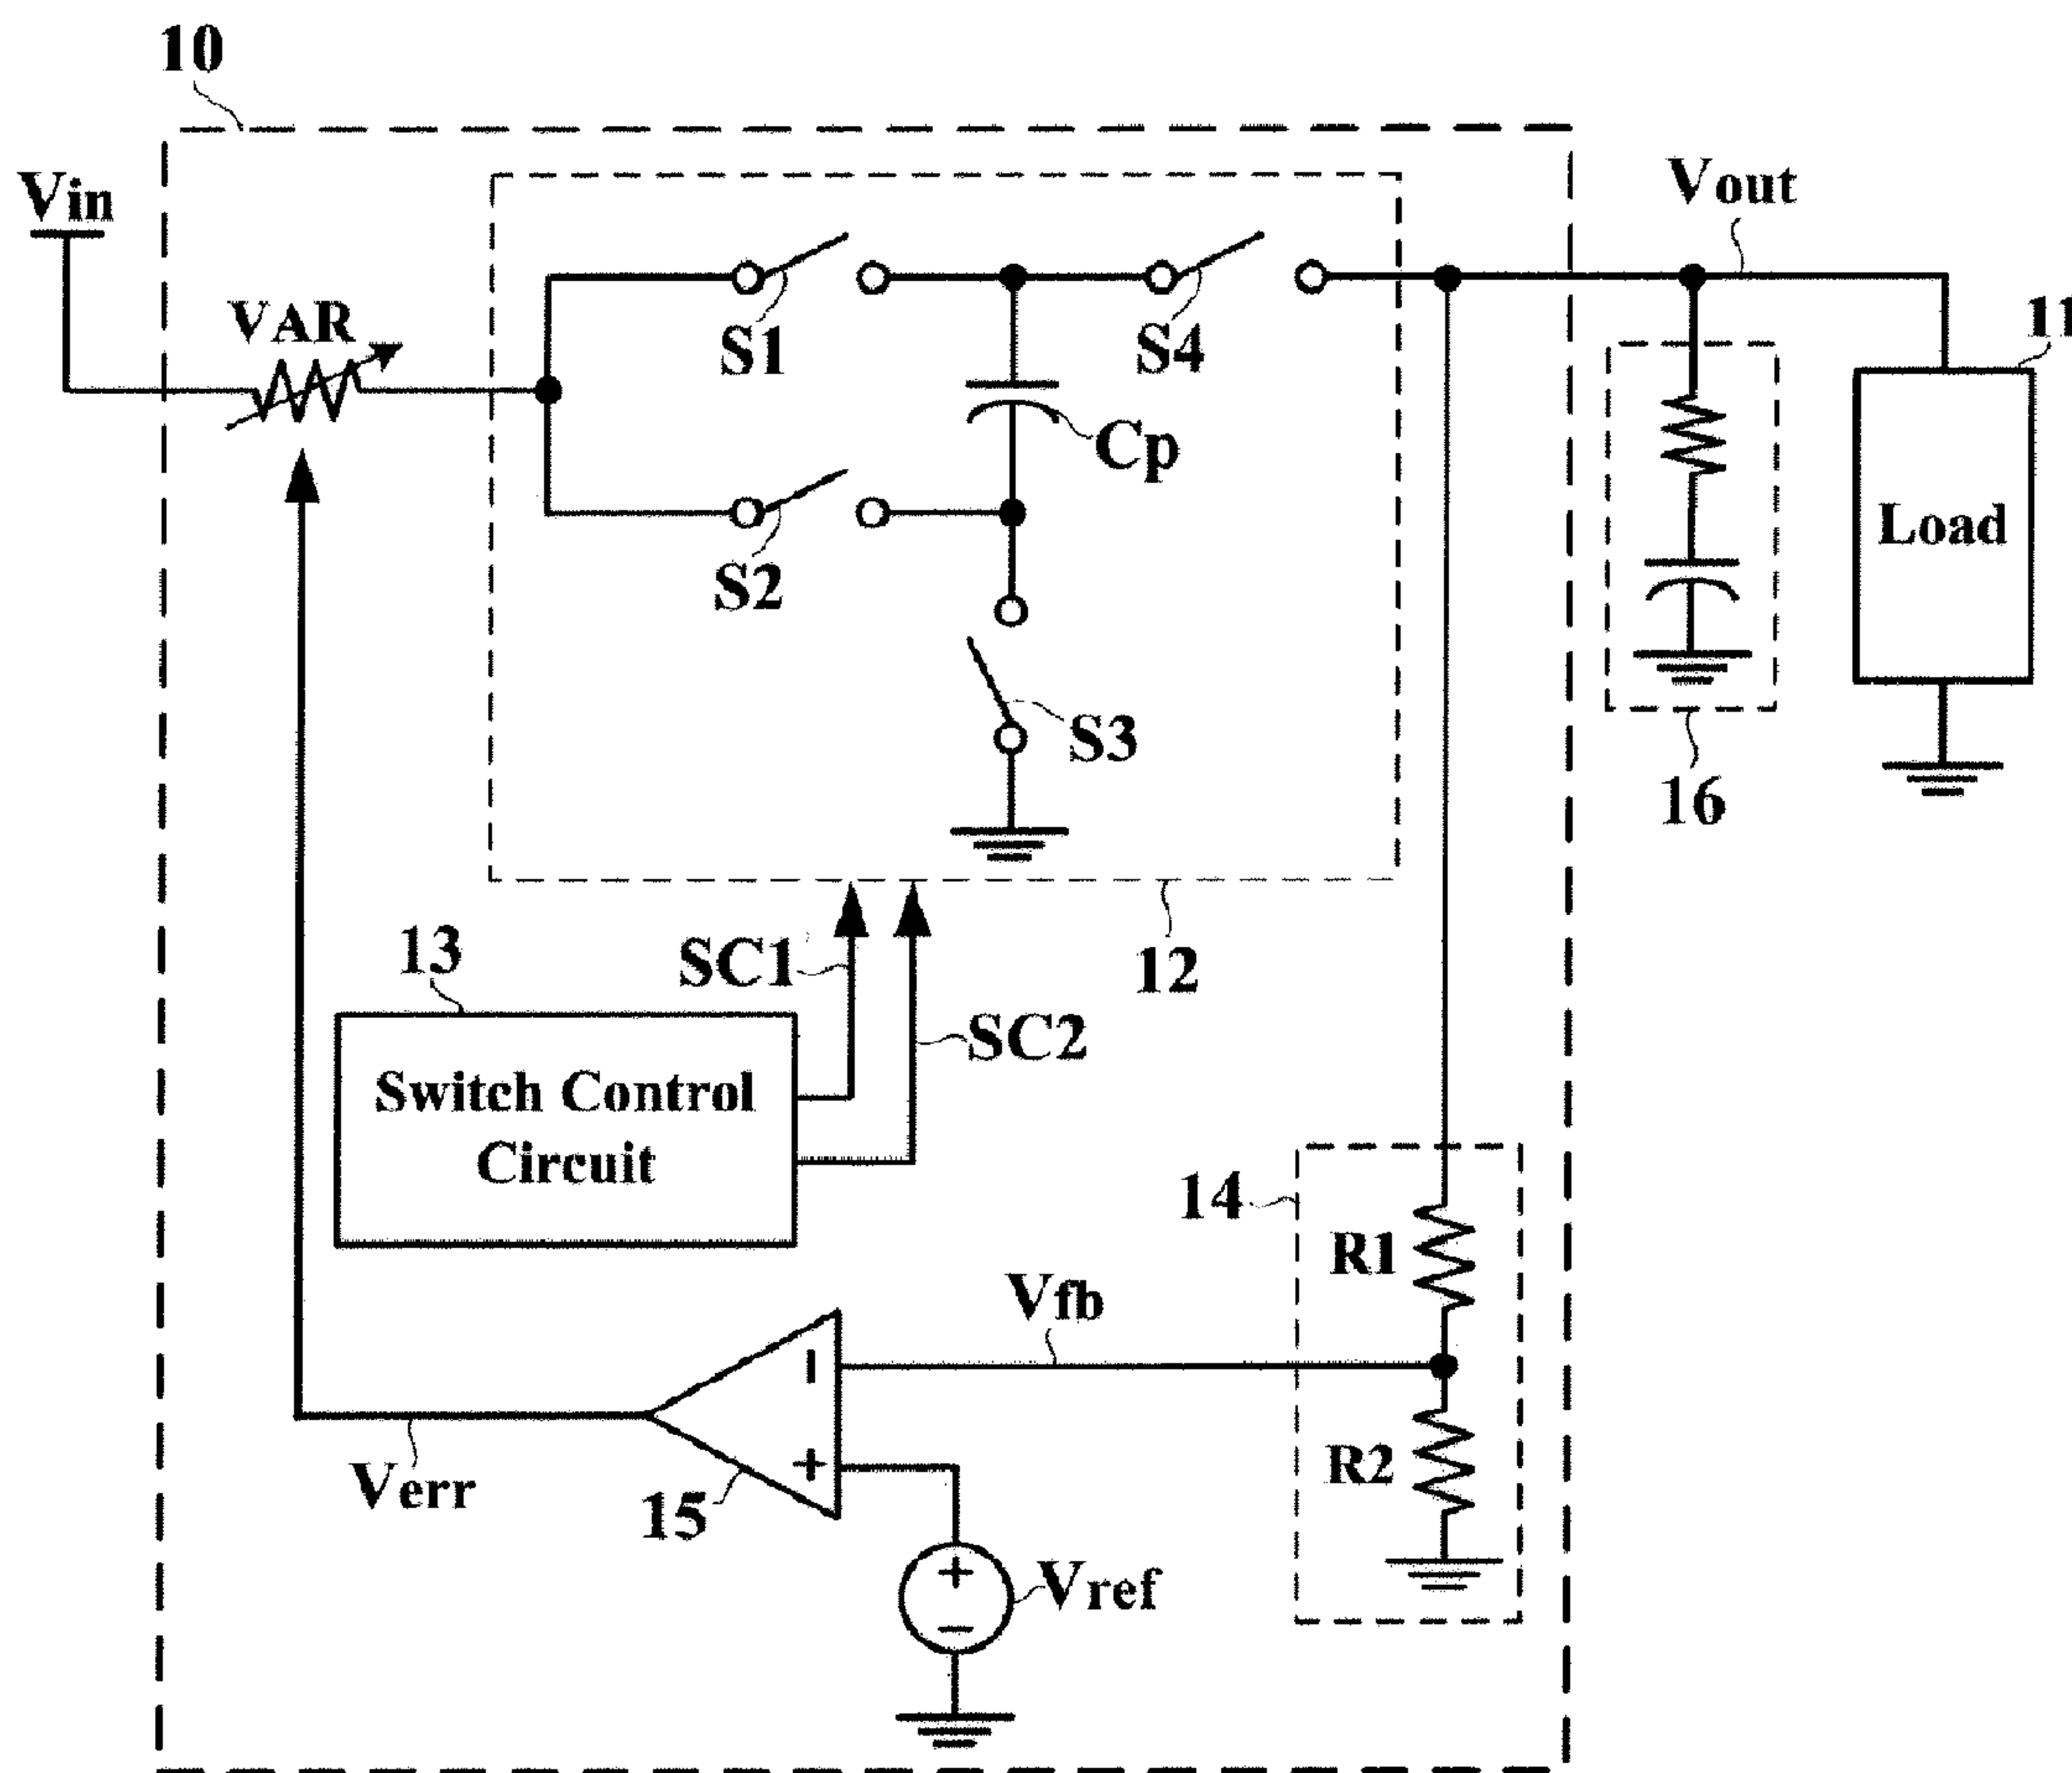 10
Vin
Vout
VAR
11
S1
S4
Cp
Load
S2
S3
16
13
SC1
12
SC2
Switch Control
Circuit
14
R1
Vfb
−
+
R2
Verr
15
+
−
Vref